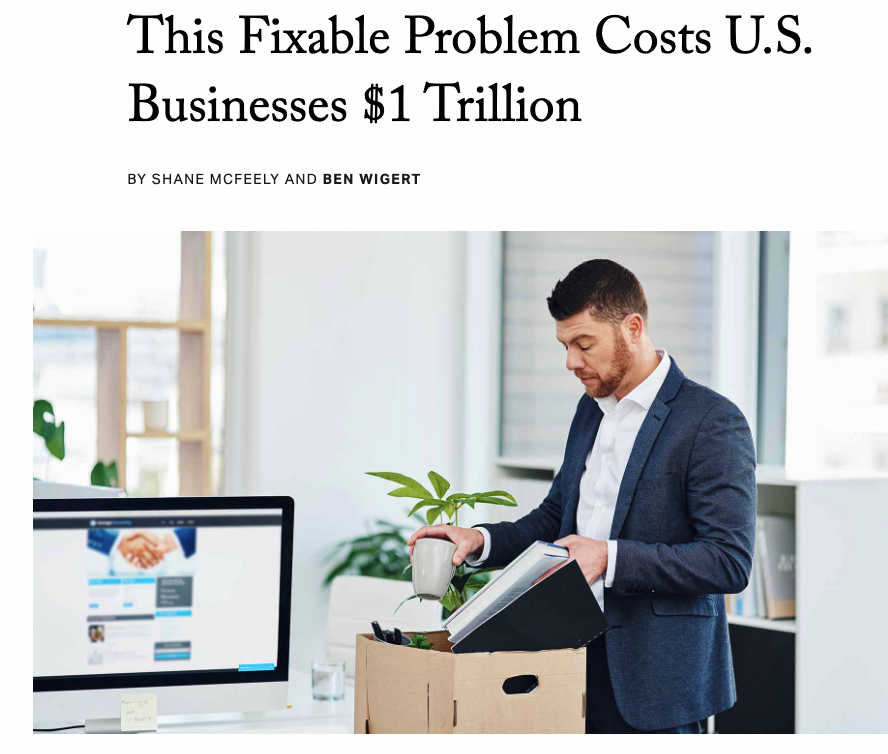 This Fixable Problem Costs U.S.
Businesses $1 Trillion
BY SHANE MCFEELY AND BEN WIGERT